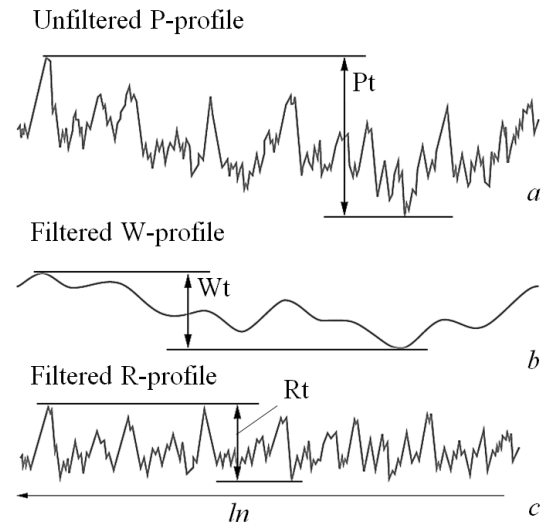 Unfiltered P-profile
Pt
a
Filtered W-profile
Wt
b
Filtered R-profile
Rt
ln
c